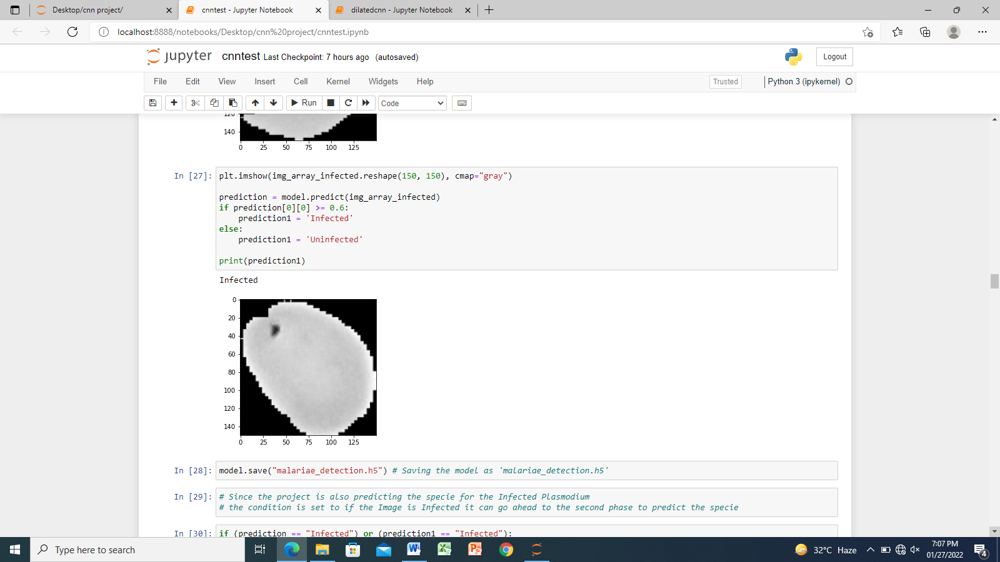 Desktop/cnn project/
cnntest - Jupyter Notebook
dilatedcnn - Jupyter Notebook
localhost:8888/notebooks/Desktop/cnn%20project/cnntest.ipynb
jupyter cnntest Last Checkpoint: 7 hours ago (autosaved)
Logout
File Edit View Insert Cell Kernel Widgets Help
Trusted
Python 3 (ipykernel)
Run
Code
120
140
0 25 50 75 100 125
In [27]: plt.imshow(img_array_infected.reshape(150, 150), cmap="gray")
prediction = model.predict(img_array_infected)
if prediction[0][0] >= 0.6:
prediction1 = 'Infected'
else:
prediction1 = 'Uninfected'
print(prediction1)
Infected
0
20
40
60
80
100
120
140
0 25 50 75 100 125
In [28]: model.save("malariae_detection.h5") # Saving the model as 'malariae_detection.h5'
In [29]: # Since the project is also predicting the specie for the Infected Plasmodium
# the condition is set to if the Image is Infected it can go ahead to the second phase to predict the specie
In [30]: if (prediction == "Infected") or (prediction1 == "Infected"):
Type here to search
32°C Haze
7:07 PM
01/27/2022
4